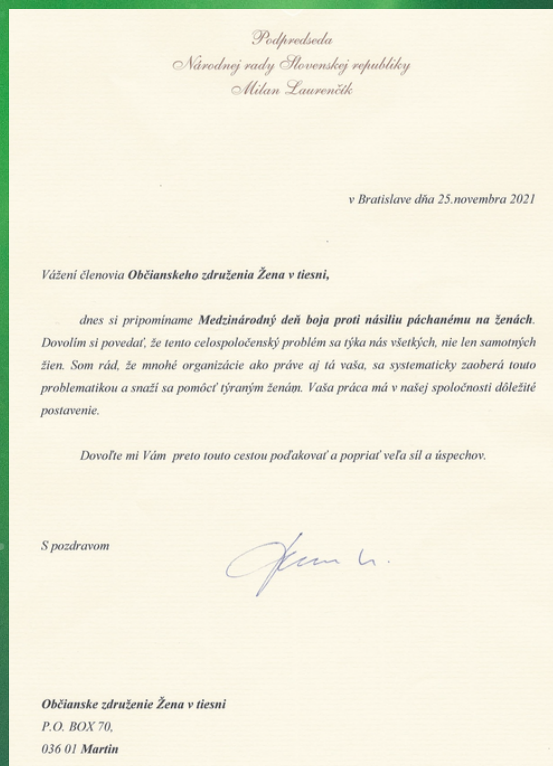 Podpredseda
Národnej rady Slovenskej republiky
Milan Laurenčík
v Bratislave dňa 25.novembra 2021
Vážení členovia Občianskeho združenia Žena v tiesni,
dnes si pripomíname Medzinárodný deň boja proti násiliu páchanému na ženách.
Dovolím si povedať, že tento celospoločenský problém sa týka nás všetkých, nie len samotných
žien. Som rád, že mnohé organizácie ako práve aj tá vaša, sa systematicky zaoberá touto
problematikou a snaží sa pomôcť týraným ženám. Vaša práca má v našej spoločnosti dôležité
postavenie.
Dovoľte mi Vám preto touto cestou poďakovať a popriať veľa síl a úspechov.
S pozdravom
Občianske združenie Žena v tiesni
P.O. BOX 70,
036 01 Martin